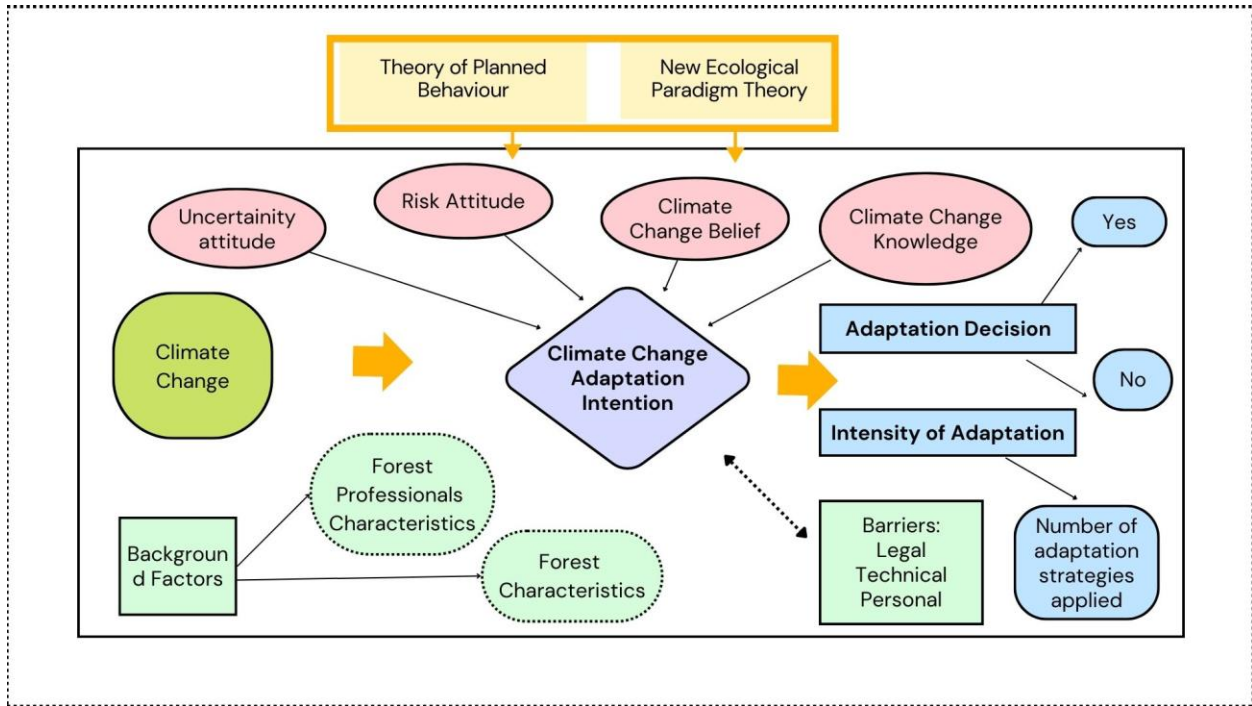 Theory of Planned
Behaviour
New Ecological
Paradigm Theory
Uncertainity
attitude
Risk Attitude
Climate
Change Belief
Climate Change
Knowledge
Yes
Climate
Change
Climate Change
Adaptation
Intention
Adaptation Decision
No
Intensity of Adaptation
Forest
Professionals
Characteristics
Backgroun
d Factors
Forest
Characteristics
Barriers:
Legal
Technical
Personal
Number of
adaptation
strategies
applied